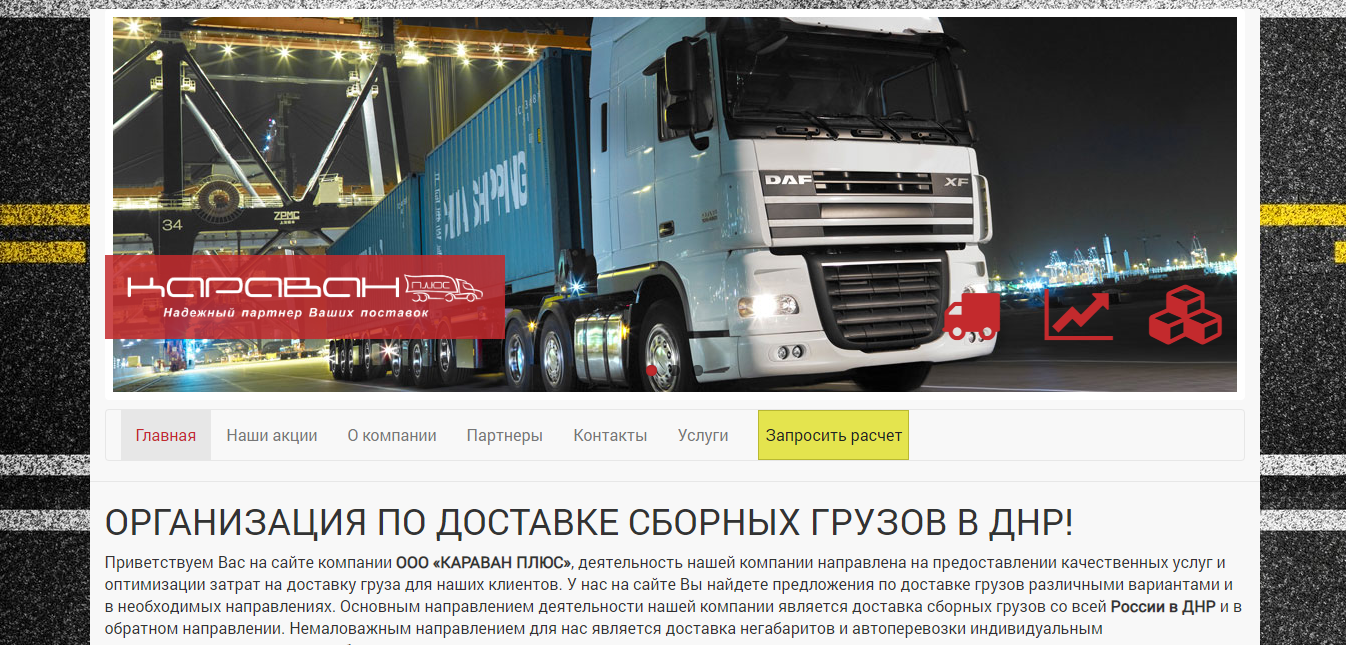 34
ZPMC
DAF
XF
КАРАВАН ПЛЮС
Надежный партнер Ваших поставок
Главная
Наши акции
О компании
Партнеры
Контакты
Услуги
Запросить расчет
ОРГАНИЗАЦИЯ ПО ДОСТАВКЕ СБОРНЫХ ГРУЗОВ В ДНР!
Приветствуем Вас на сайте компании ООО «КАРАВАН ПЛЮС», деятельность нашей компании направлена на предоставлении качественных услуг и
оптимизации затрат на доставку груза для наших клиентов. У нас на сайте Вы найдете предложения по доставке грузов различными вариантами и
в необходимых направлениях. Основным направлением деятельности нашей компании является доставка сборных грузов со всей России в ДНР и в
обратном направлении. Немаловажным направлением для нас является доставка негабаритов и автоперевозки индивидуальным